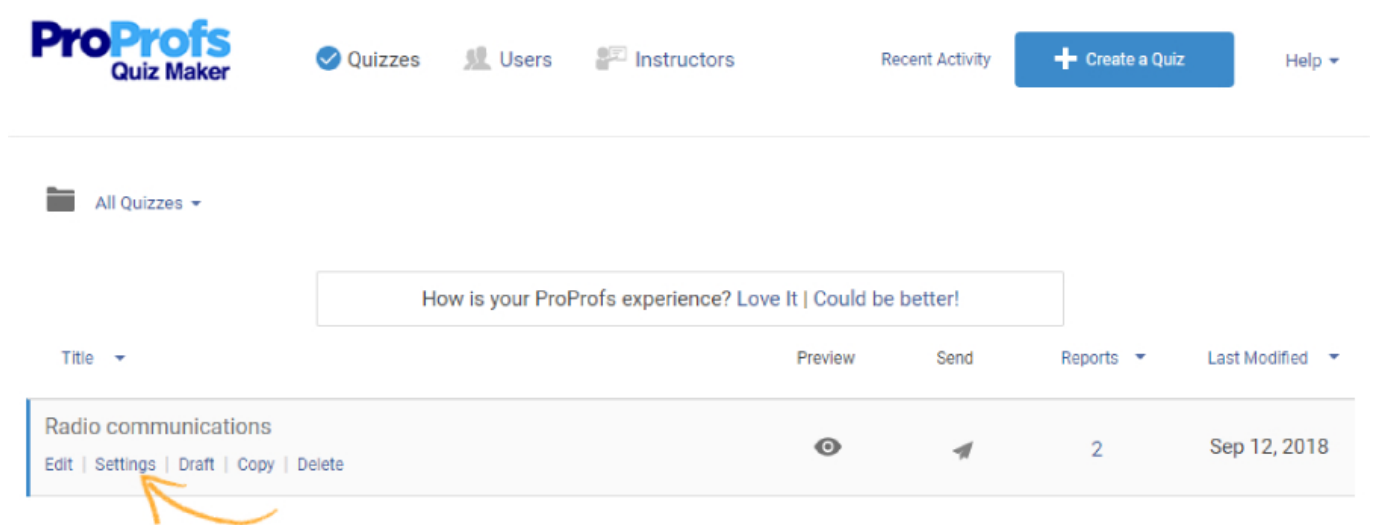 ProProfs
Quiz Maker
Quizzes Users Instructors Recent Activity Create a Quiz Help
All Quizzes
How is your ProProfs experience? Love It | Could be better!
Title Preview Send Reports Last Modified
Radio communications
Edit | Settings | Draft | Copy | Delete
2 Sep 12, 2018